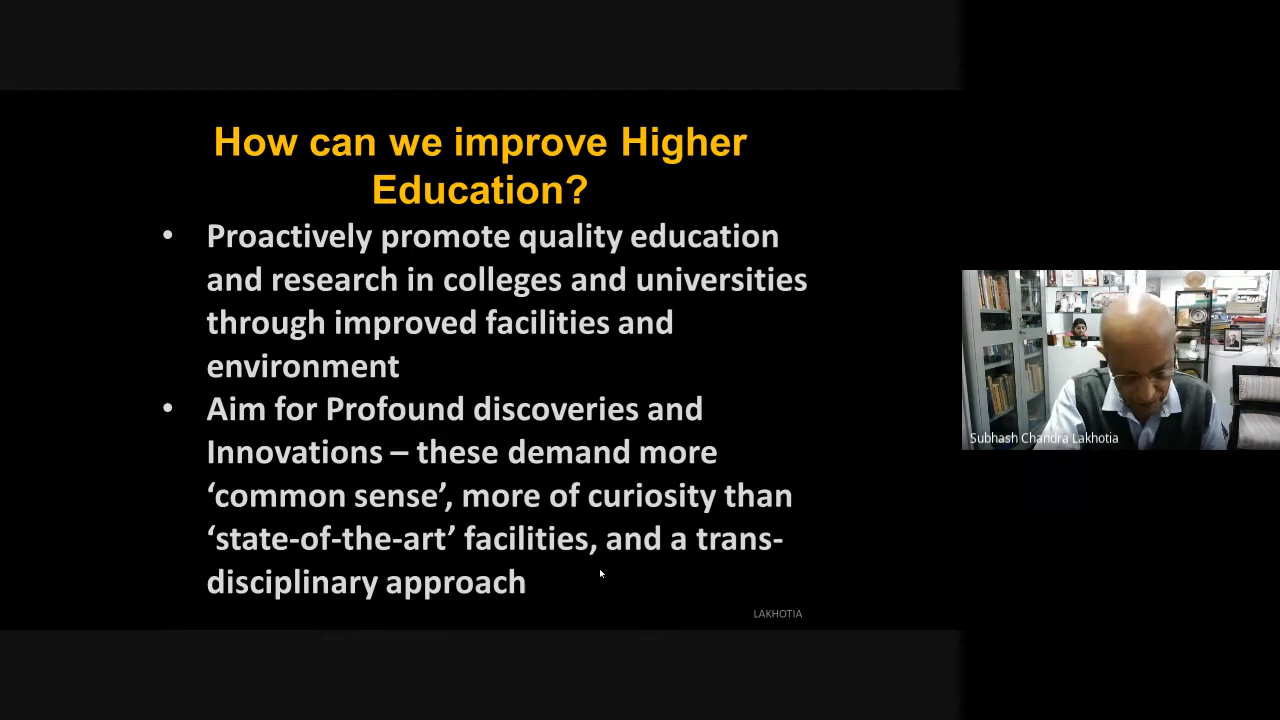 How can we improve Higher
Education?
• Proactively promote quality education
and research in colleges and universities
through improved facilities and
environment
• Aim for Profound discoveries and
Innovations – these demand more
‘common sense’, more of curiosity than
‘state-of-the-art’ facilities, and a trans-
disciplinary approach
LAKHOTIA
Subhash Chandra Lakhotia